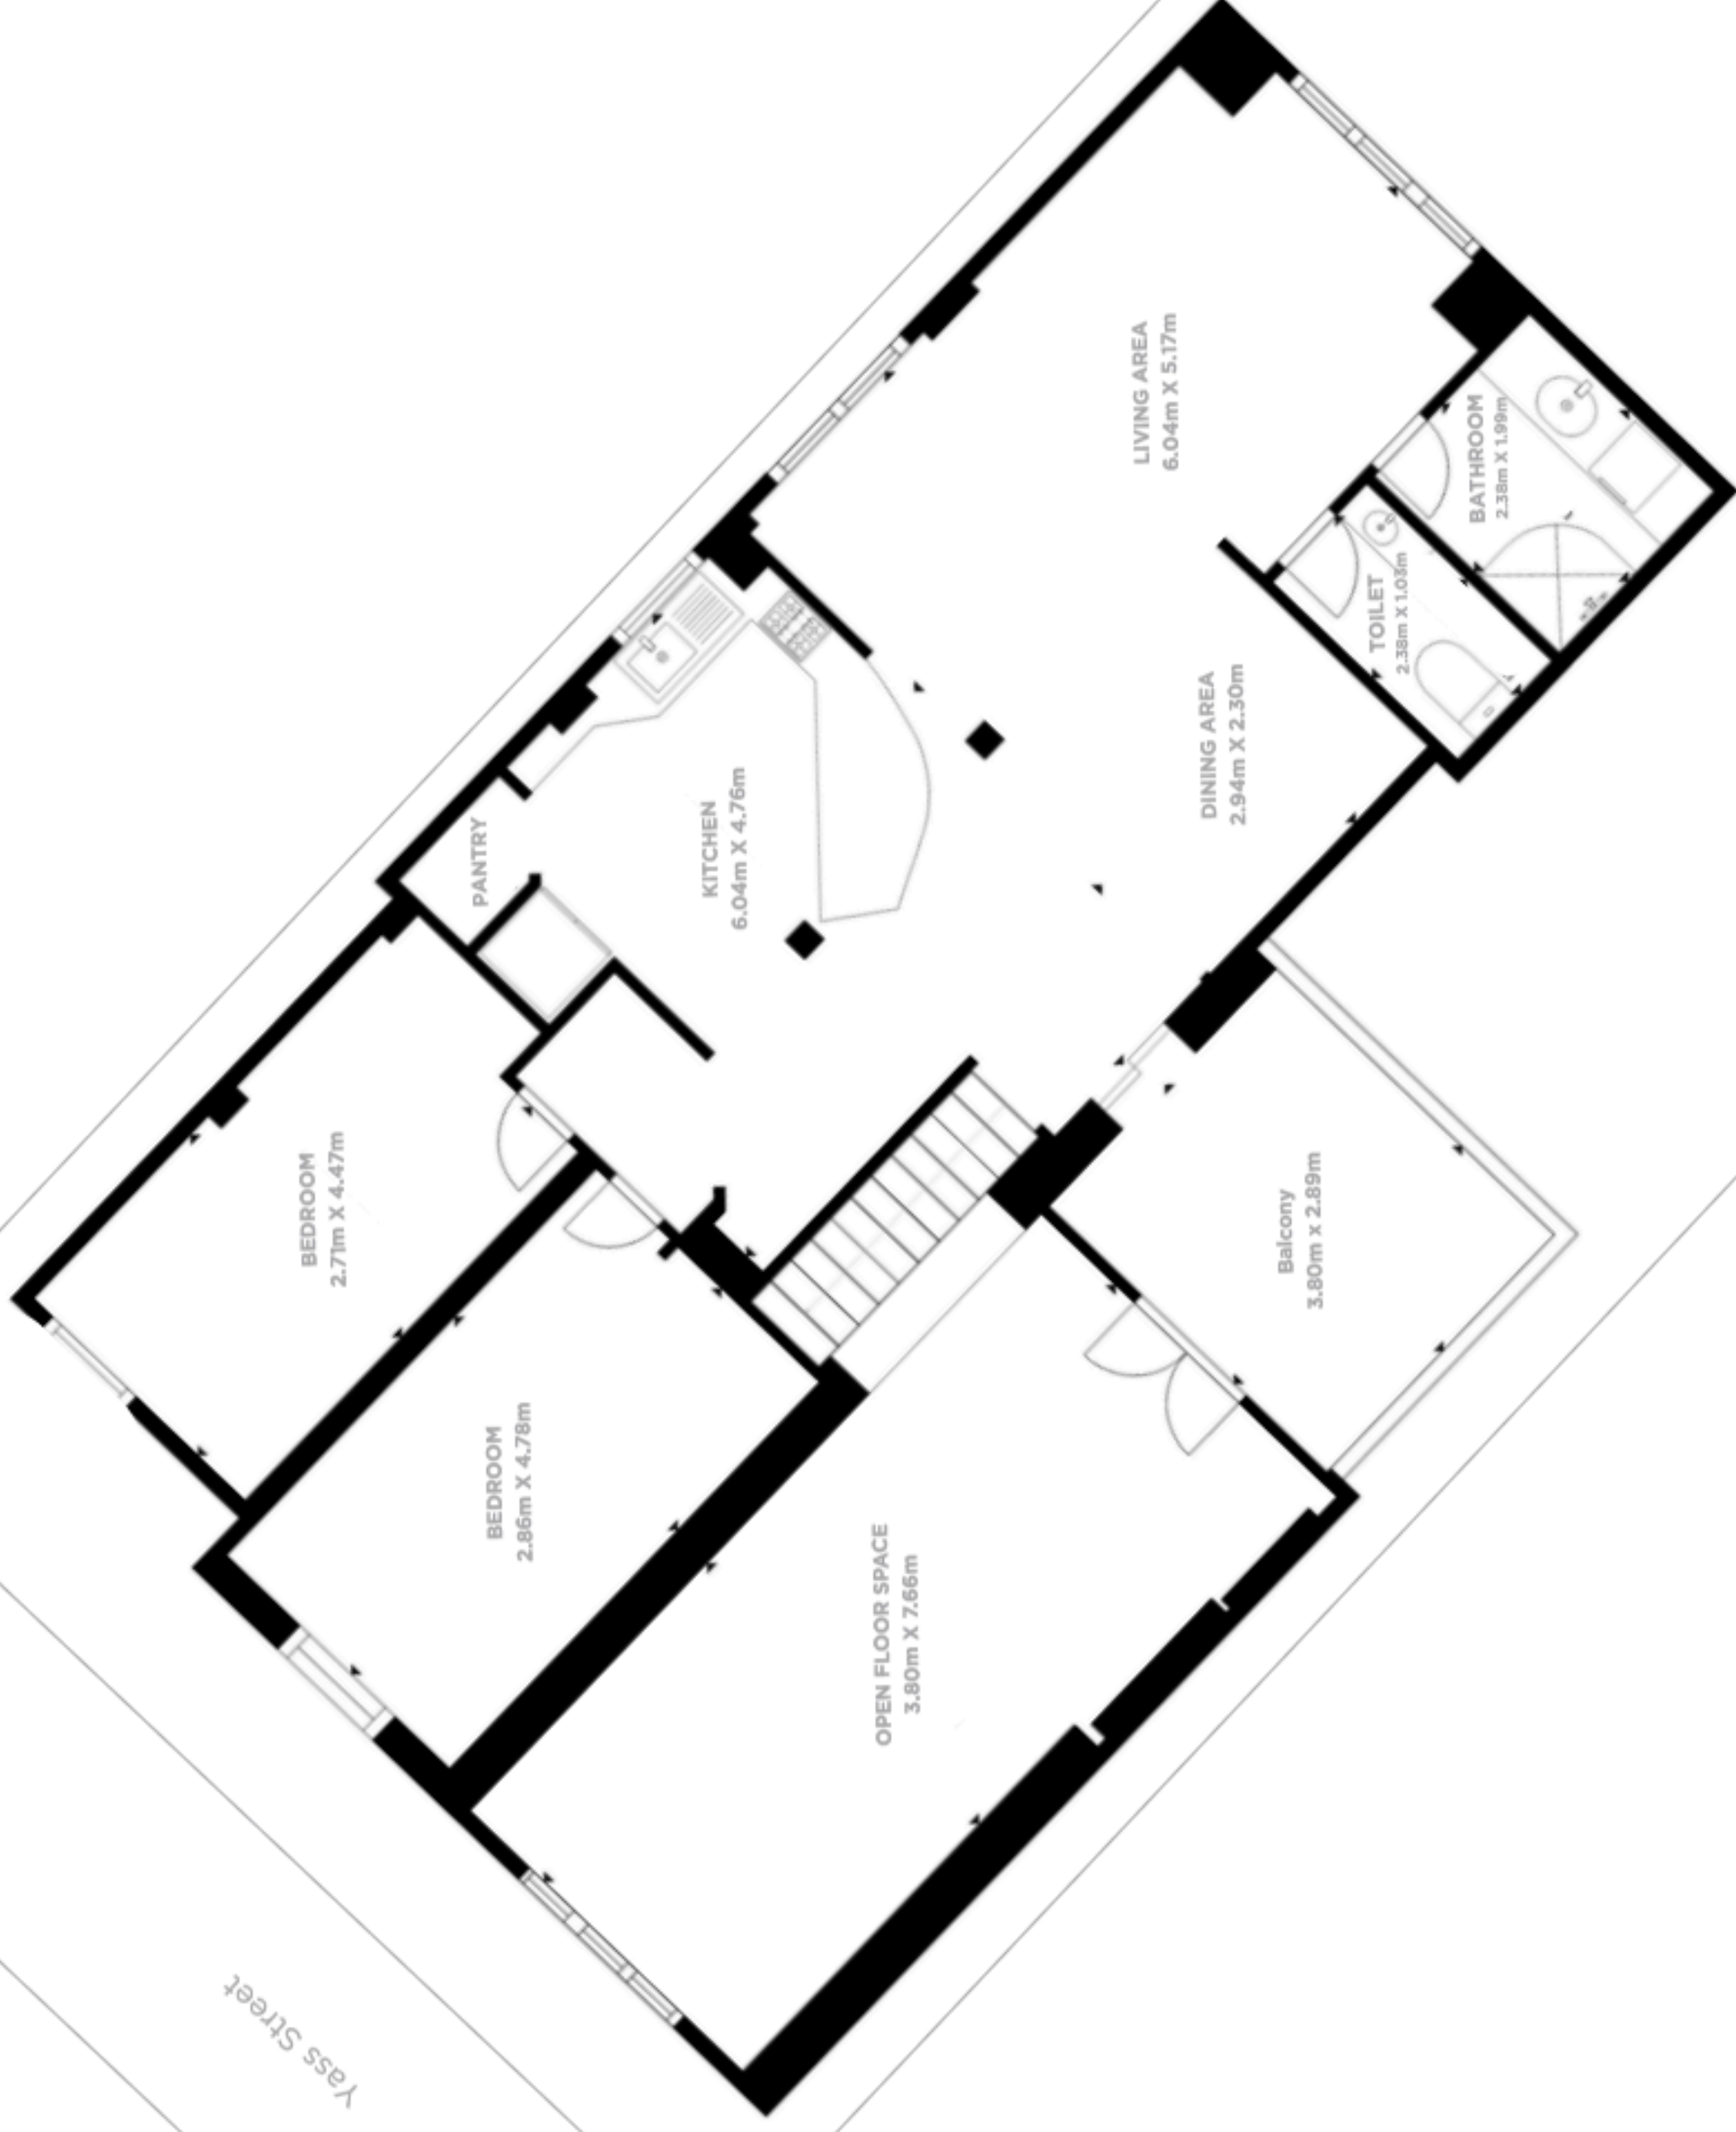 LIVING AREA
6.04m X 5.17m
BATHROOM
2.38m X 1.99m
TOILET
2.38m X 1.03m
DINING AREA
2.94m X 2.30m
KITCHEN
6.04m X 4.76m
PANTRY
BEDROOM
2.71m X 4.47m
Balcony
3.80m x 2.89m
BEDROOM
2.86m X 4.78m
OPEN FLOOR SPACE
3.80m X 7.66m
Yass Street